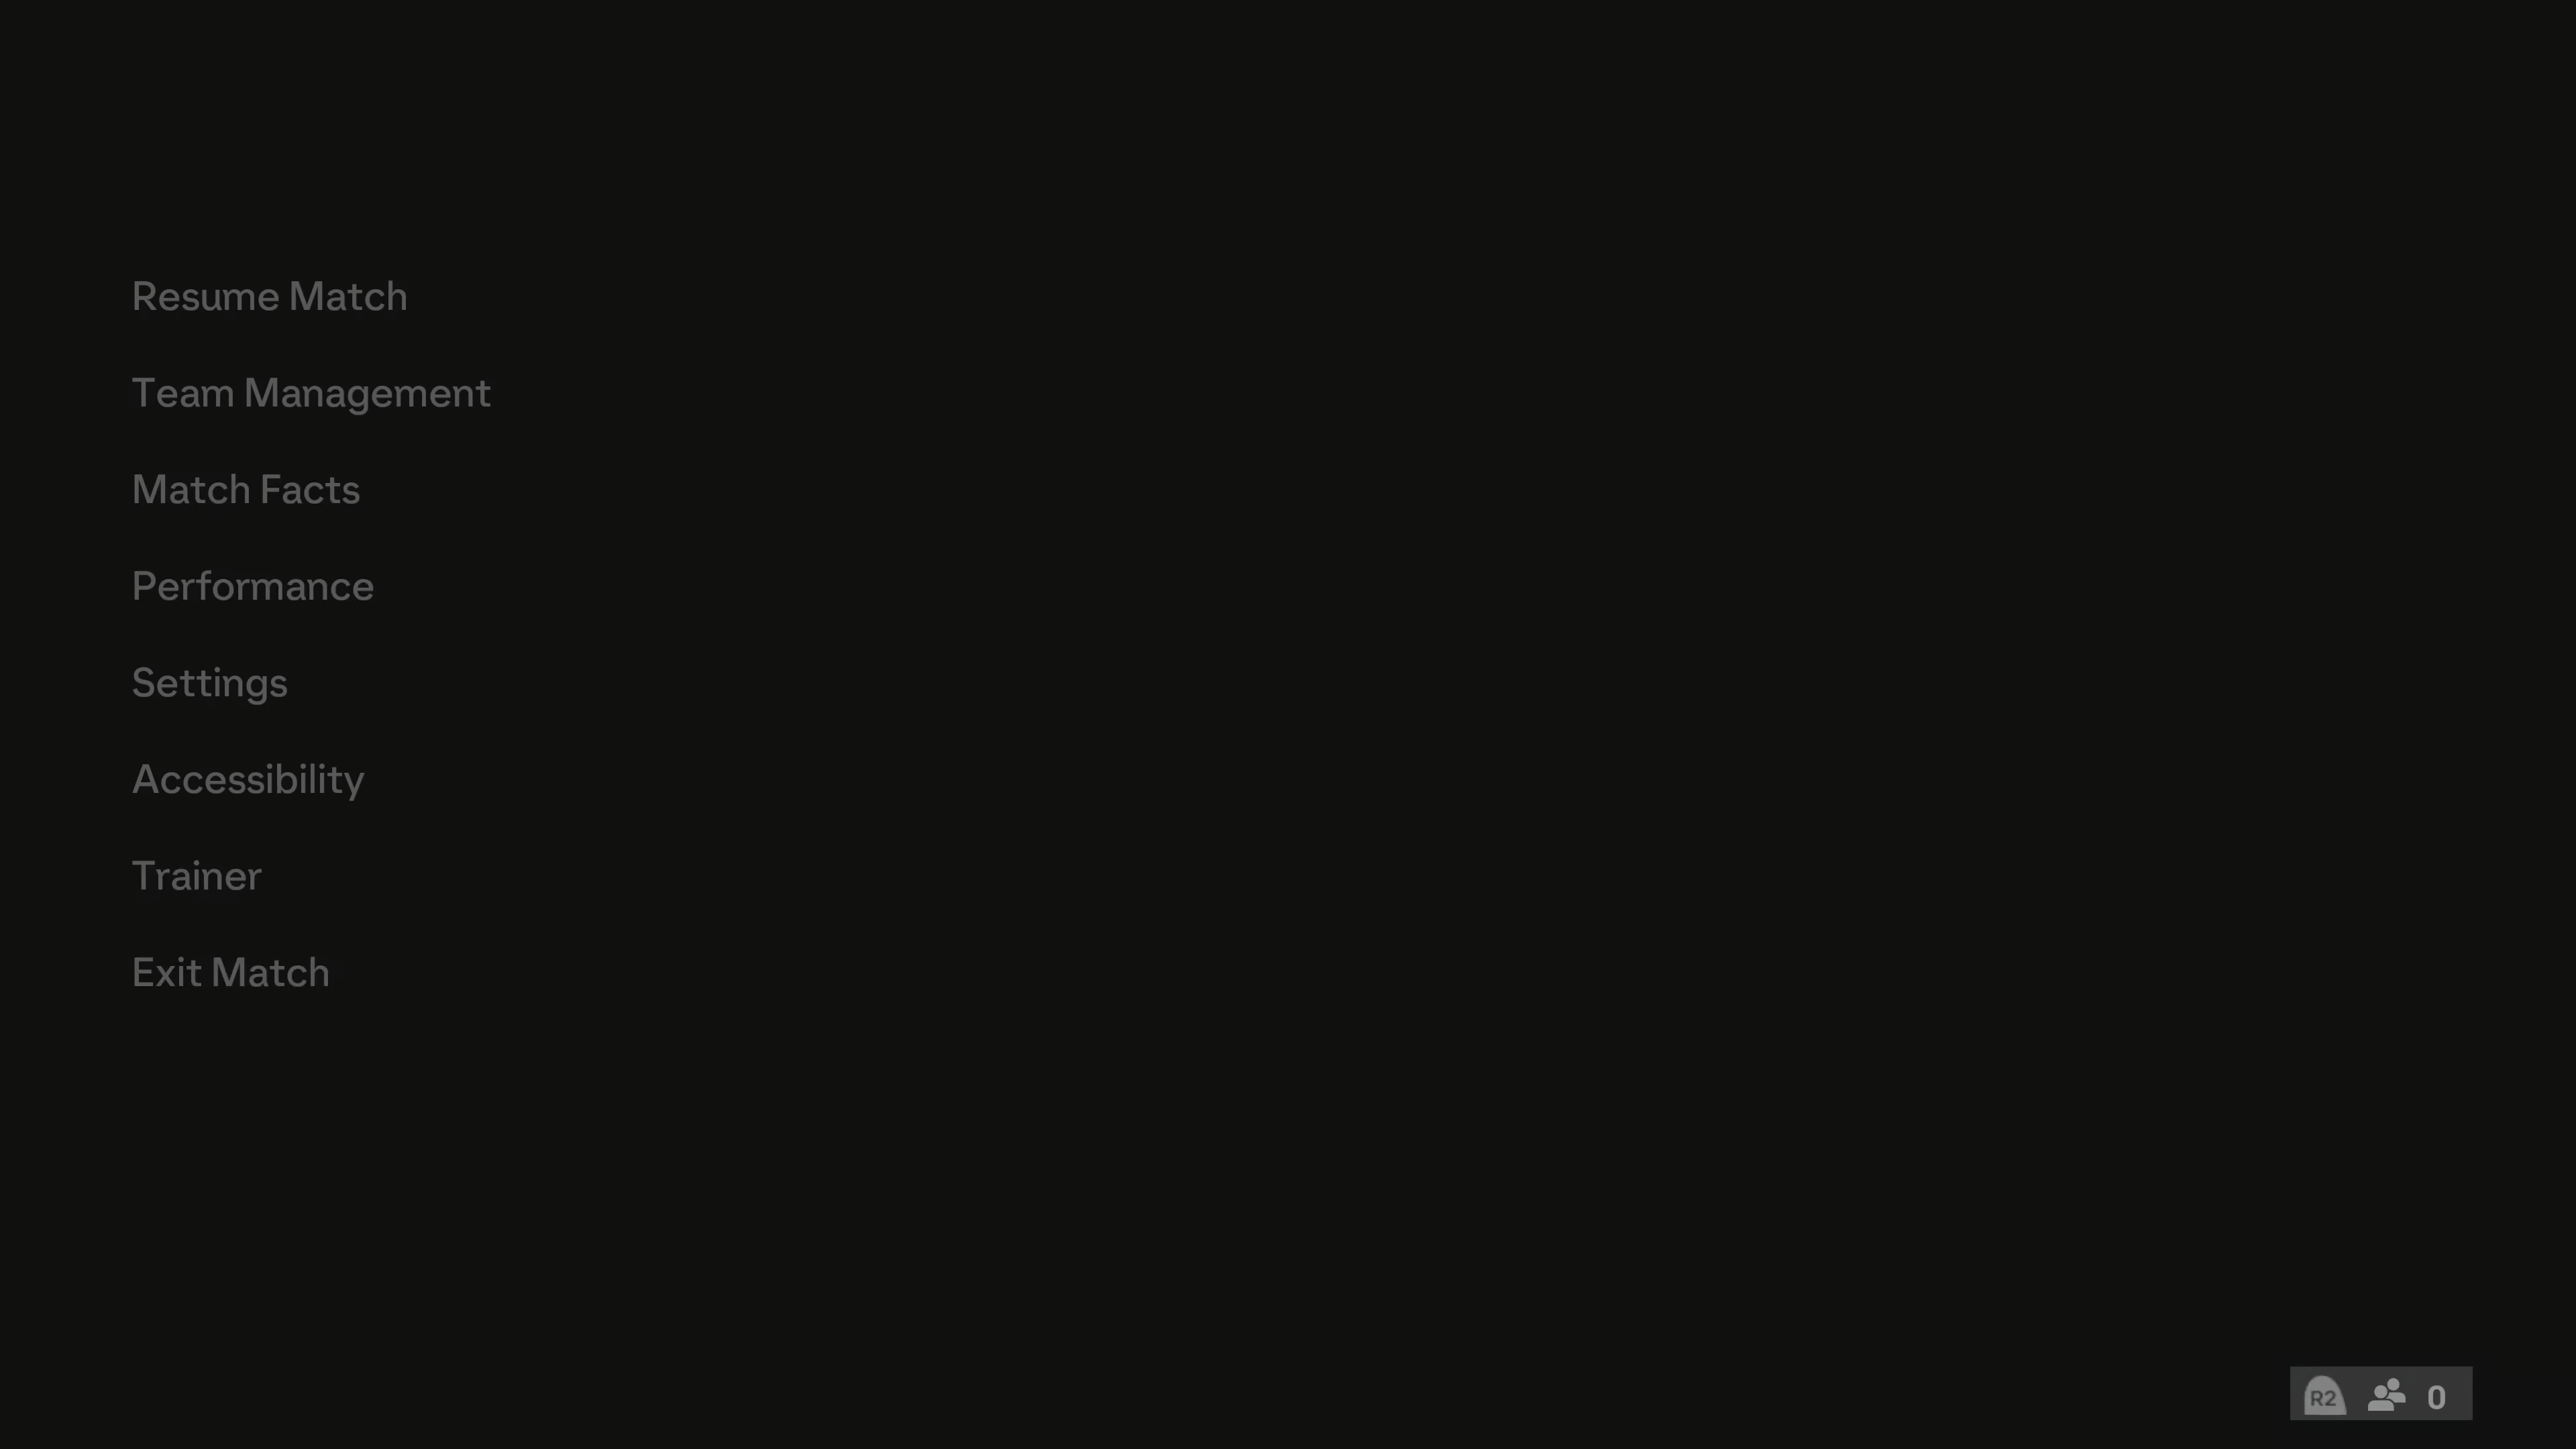 Resume Match
Team Management
Match Facts
Performance
Settings
Accessibility
Trainer
Exit Match
R2 0